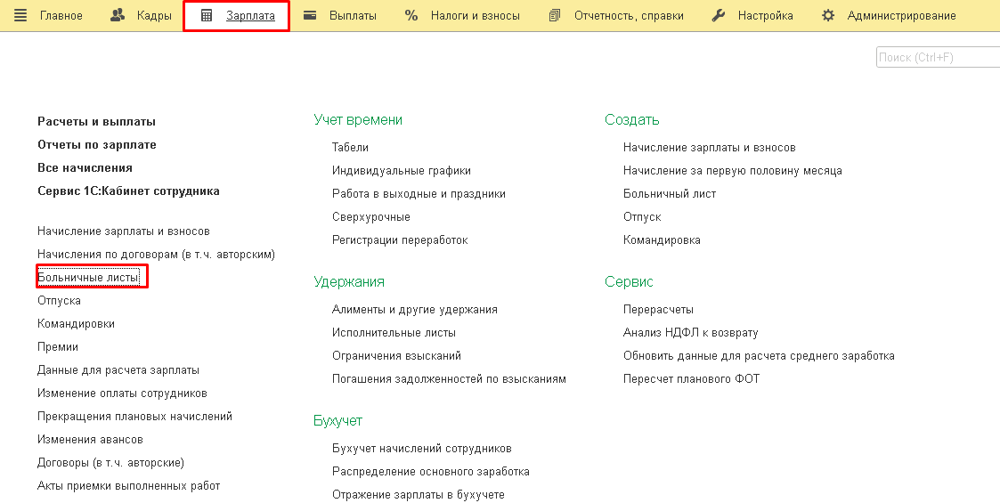 Главное Кадры Зарплата Выплаты Налоги и взносы Отчетность, справки Настройка Администрирование
Поиск (Ctrl+F)
Расчеты и выплаты
Отчеты по зарплате
Все начисления
Сервис 1С:Кабинет сотрудника
Начисление зарплаты и взносов
Начисления по договорам (в т.ч. авторским)
Больничные листы
Отпуска
Командировки
Премии
Данные для расчета зарплаты
Изменение оплаты сотрудников
Прекращения плановых начислений
Изменения авансов
Договоры (в т.ч. авторские)
Акты приемки выполненных работ
Учет времени
Табели
Индивидуальные графики
Работа в выходные и праздники
Сверхурочные
Регистрации переработок
Удержания
Алименты и другие удержания
Исполнительные листы
Ограничения взысканий
Погашения задолженностей по взысканиям
Бухучет
Бухучет начислений сотрудников
Распределение основного заработка
Отражение зарплаты в бухучете
Создать
Начисление зарплаты и взносов
Начисление за первую половину месяца
Больничный лист
Отпуск
Командировка
Сервис
Перерасчеты
Анализ НДФЛ к возврату
Обновить данные для расчета среднего заработка
Пересчет планового ФОТ